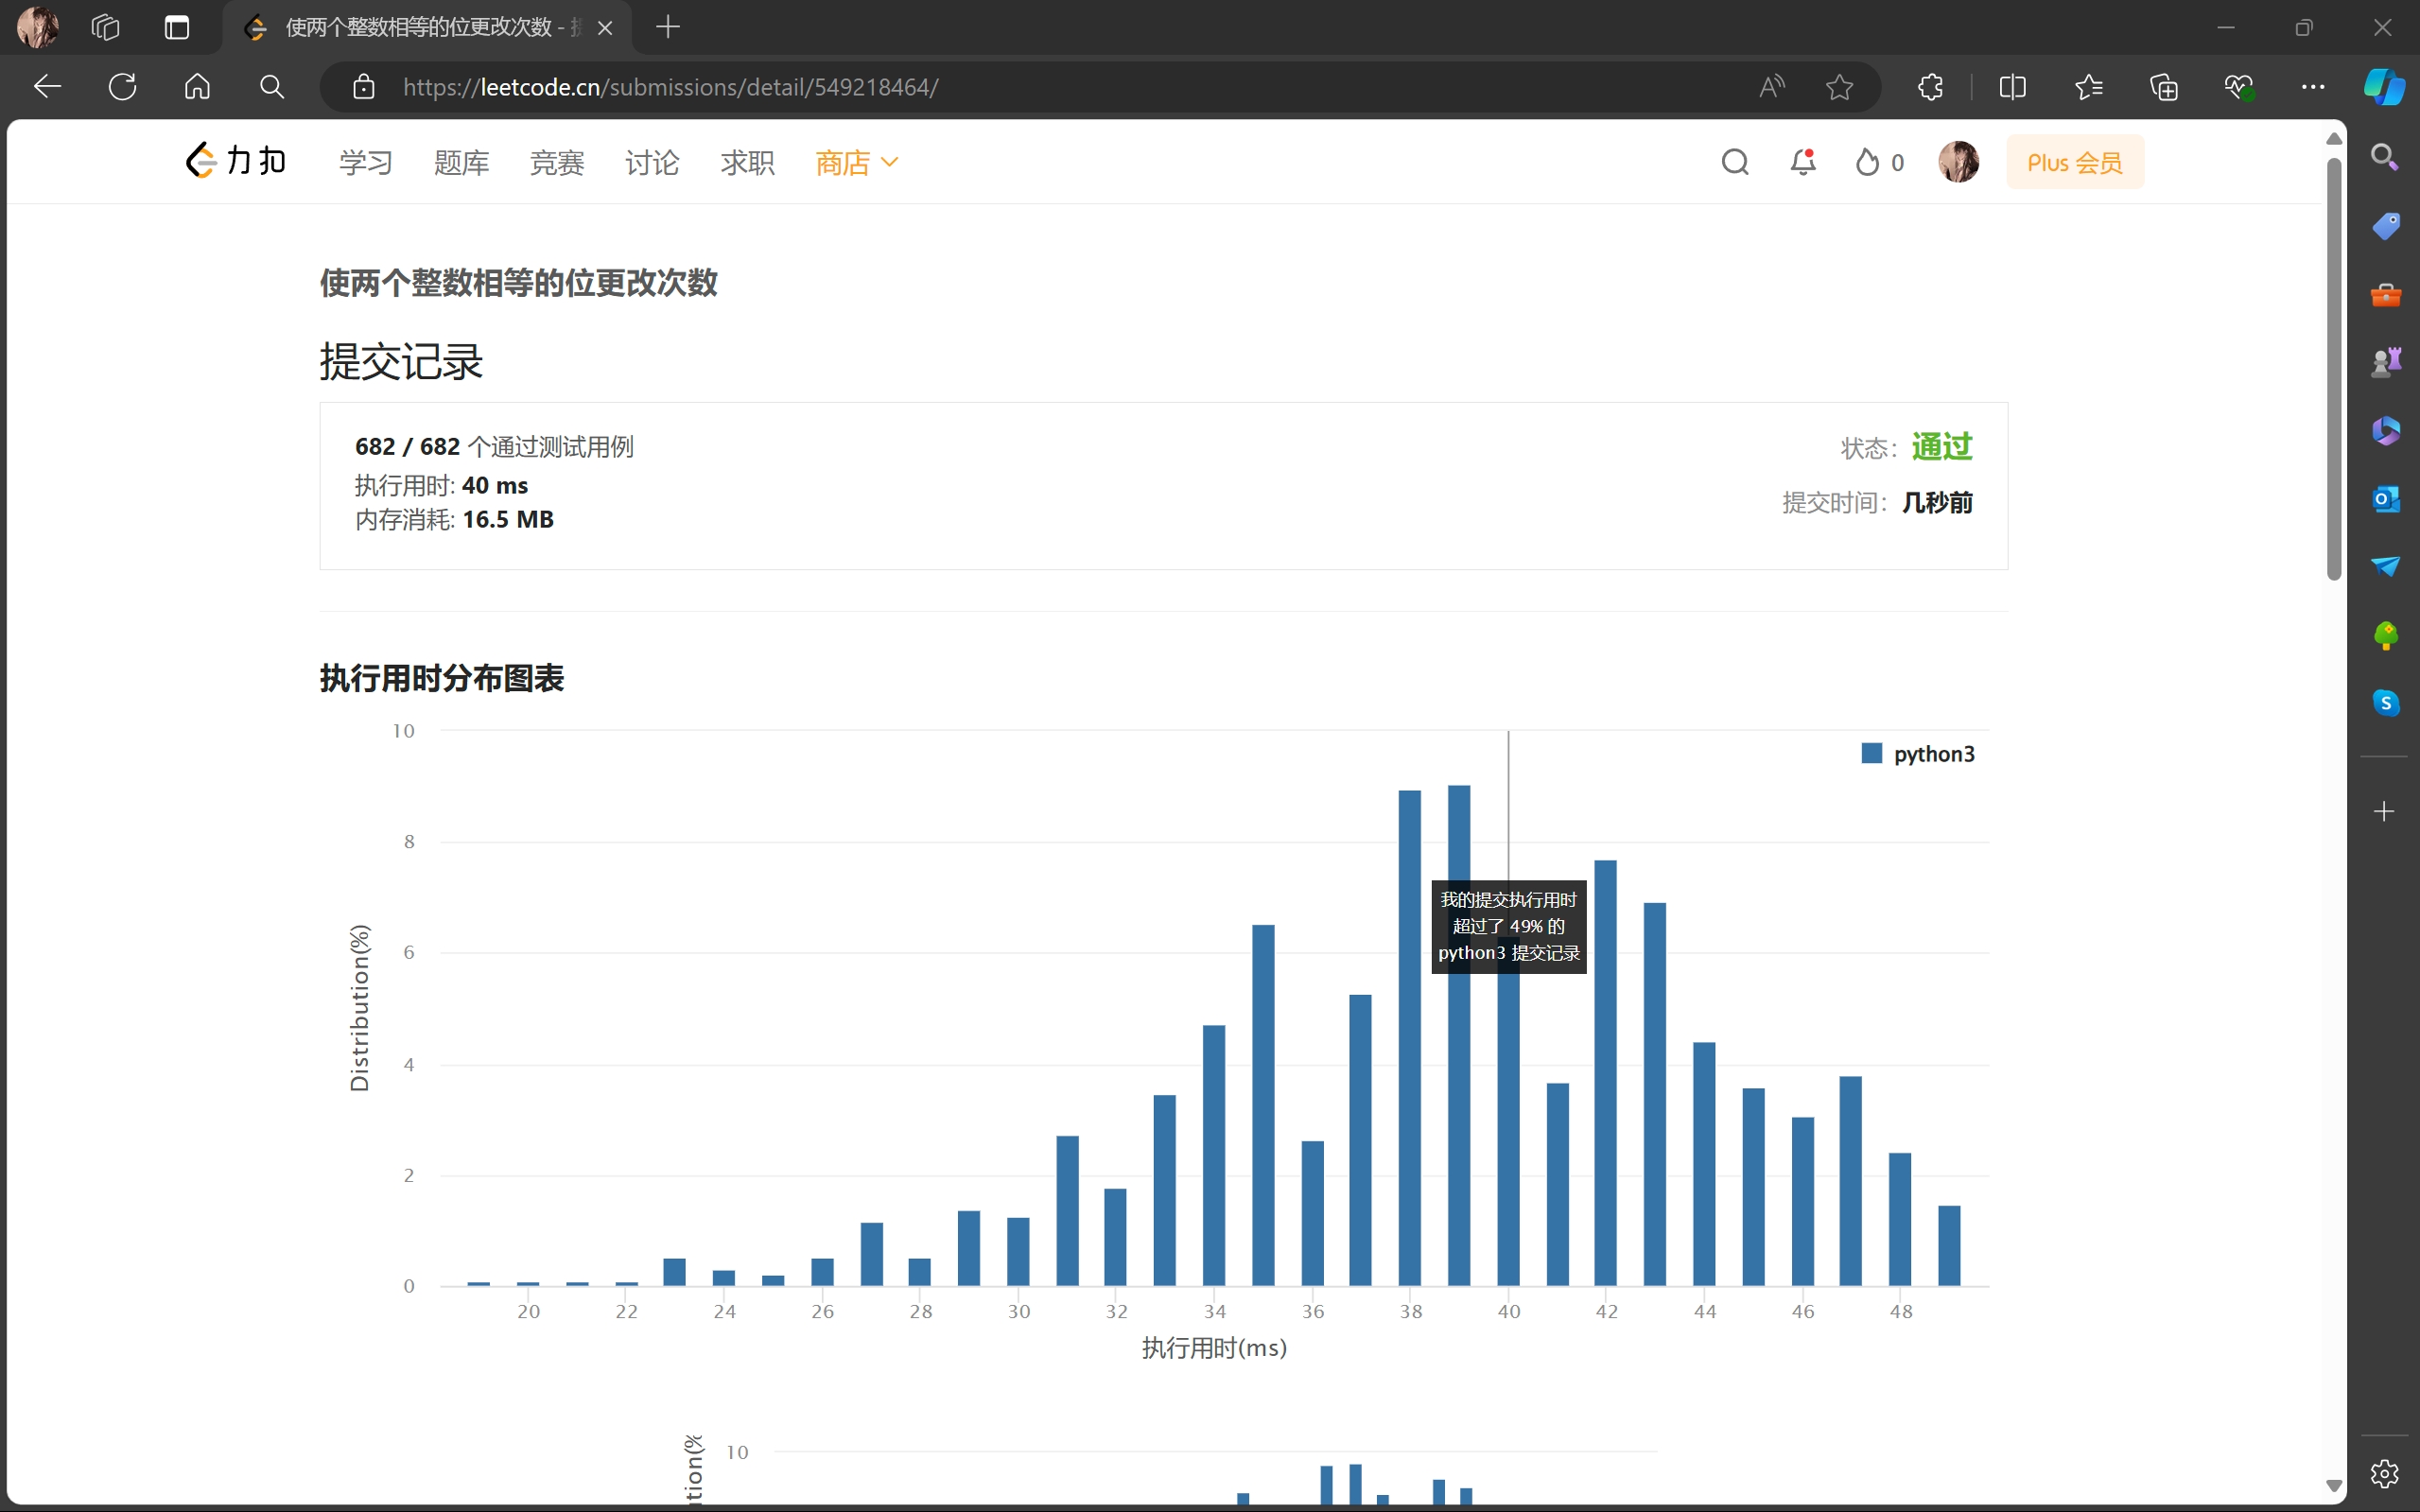 使两个整数相等的位更改次数 -
https://leetcode.cn/submissions/detail/549218464/
力扣 学习 题库 竞赛 讨论 求职 商店 0 Plus 会员
使两个整数相等的位更改次数
提交记录
682 / 682 个通过测试用例
状态: 通过
执行用时: 40 ms
提交时间: 几秒前
内存消耗: 16.5 MB
执行用时分布图表
python3
10
8
6
4
2
0
Distribution(%)
我的提交执行用时
超过了 49% 的
python3 提交记录
20 22 24 26 28 30 32 34 36 38 40 42 44 46 48
执行用时(ms)
10